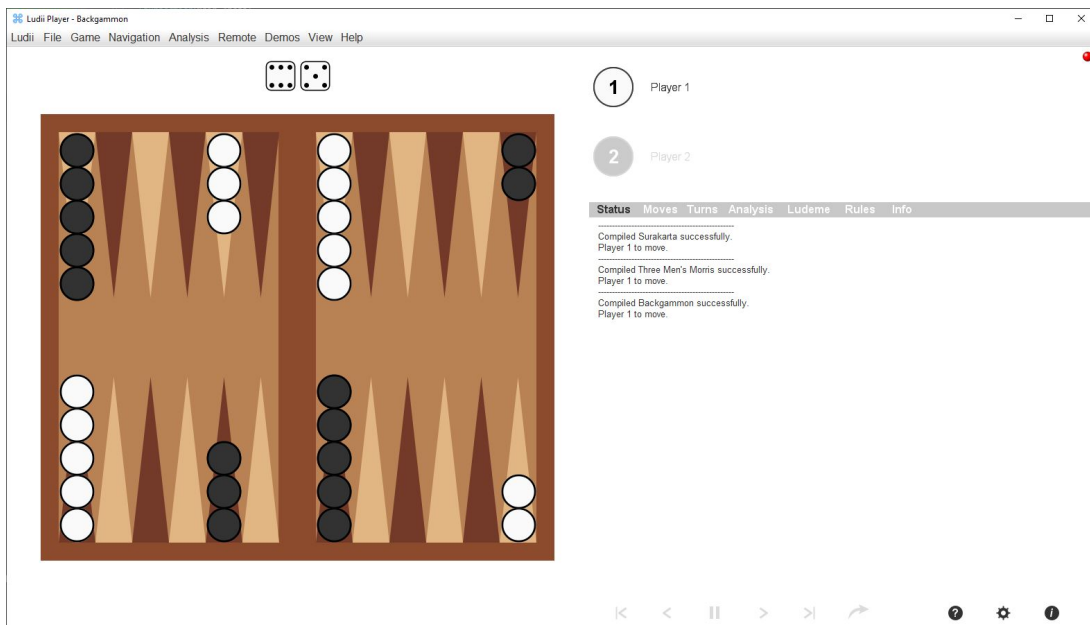 Ludii Player - Backgammon
Ludii File Game Navigation Analysis Remote Demos View Help
1 Player 1
2 Player 2
Status Moves Turns Analysis Ludeme Rules Info
------------------------------------------------
Compiled Surakarta successfully.
Player 1 to move.
------------------------------------------------
Compiled Three Men's Morris successfully.
Player 1 to move.
------------------------------------------------
Compiled Backgammon successfully.
Player 1 to move.